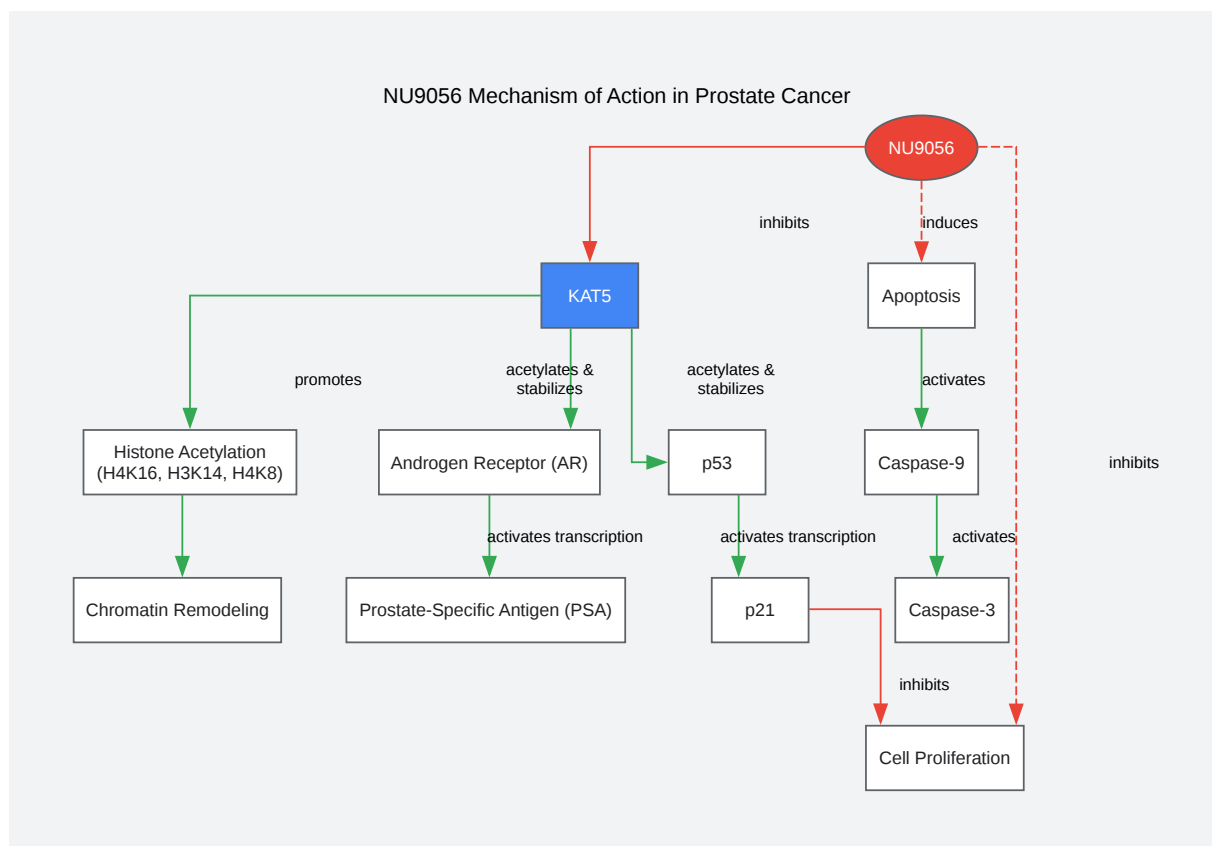 NU9056 Mechanism of Action in Prostate Cancer
NU9056
inhibits
induces
KAT5
Apoptosis
promotes
acetylates &
stabilizes
acetylates &
stabilizes
activates
Histone Acetylation
(H4K16, H3K14, H4K8)
Androgen Receptor (AR)
p53
Caspase-9
inhibits
activates transcription
activates transcription
activates
Chromatin Remodeling
Prostate-Specific Antigen (PSA)
p21
Caspase-3
inhibits
Cell Proliferation